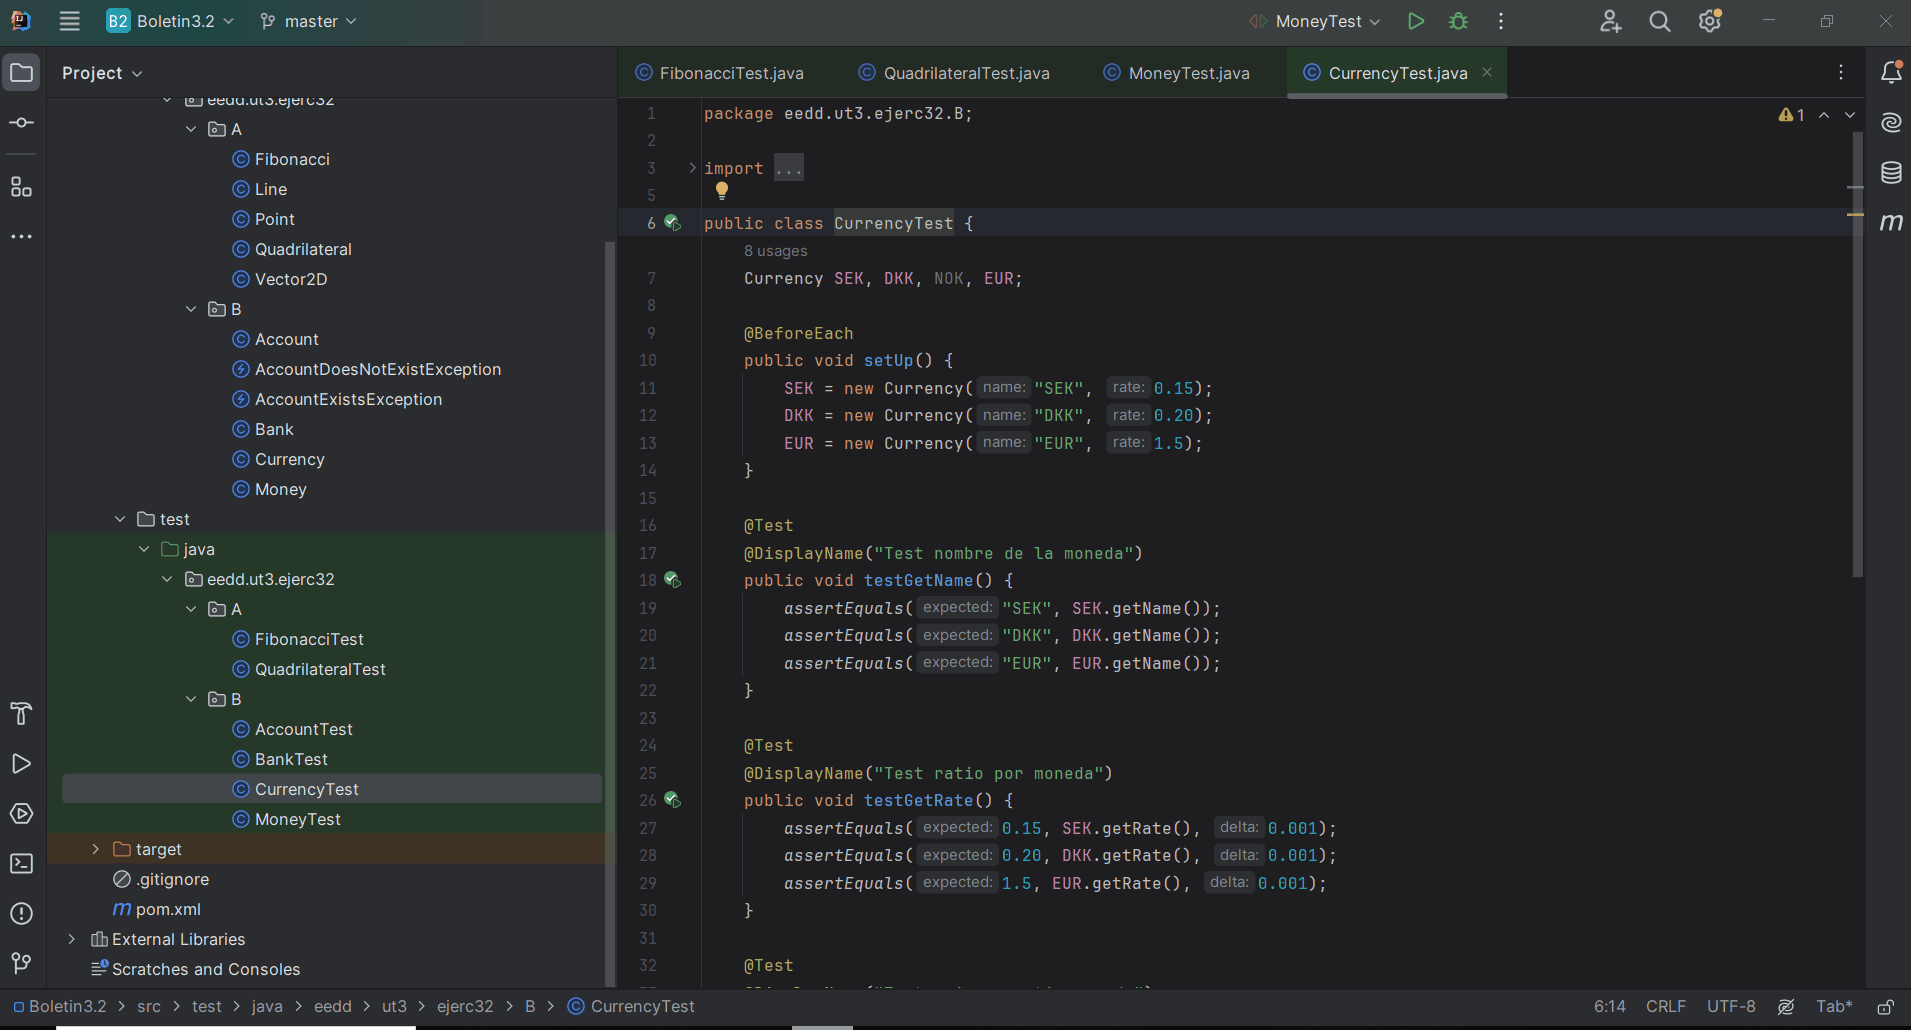 B2 Boletin3.2 master MoneyTest
Project
FibonacciTest.java QuadrilateralTest.java MoneyTest.java CurrencyTest.java
eedd.ut3.ejerc32
A
Fibonacci
Line
Point
Quadrilateral
Vector2D
B
Account
AccountDoesNotExistException
AccountExistsException
Bank
Currency
Money
test
java
eedd.ut3.ejerc32
A
FibonacciTest
QuadrilateralTest
B
AccountTest
BankTest
CurrencyTest
MoneyTest
target
.gitignore
m pom.xml
External Libraries
Scratches and Consoles
1 package eedd.ut3.ejerc32.B;
1
2
3 import ...
5
6 public class CurrencyTest {
8 usages
7 Currency SEK, DKK, NOK, EUR;
8
9 @BeforeEach
10 public void setUp() {
11 SEK = new Currency( name: "SEK", rate: 0.15);
12 DKK = new Currency( name: "DKK", rate: 0.20);
13 EUR = new Currency( name: "EUR", rate: 1.5);
14 }
15
16 @Test
17 @DisplayName("Test nombre de la moneda")
18 public void testGetName() {
19 assertEquals( expected: "SEK", SEK.getName());
20 assertEquals( expected: "DKK", DKK.getName());
21 assertEquals( expected: "EUR", EUR.getName());
22 }
23
24 @Test
25 @DisplayName("Test ratio por moneda")
26 public void testGetRate() {
27 assertEquals( expected: 0.15, SEK.getRate(), delta: 0.001);
28 assertEquals( expected: 0.20, DKK.getRate(), delta: 0.001);
29 assertEquals( expected: 1.5, EUR.getRate(), delta: 0.001);
30 }
31
32 @Test
m
Boletin3.2 > src > test > java > eedd > ut3 > ejerc32 > B > CurrencyTest
6:14 CRLF UTF-8 Tab*